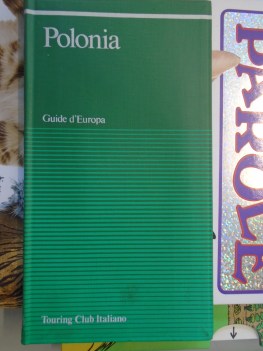 Polonia
Guide d'Europa
Touring Club Italiano
PAROLE